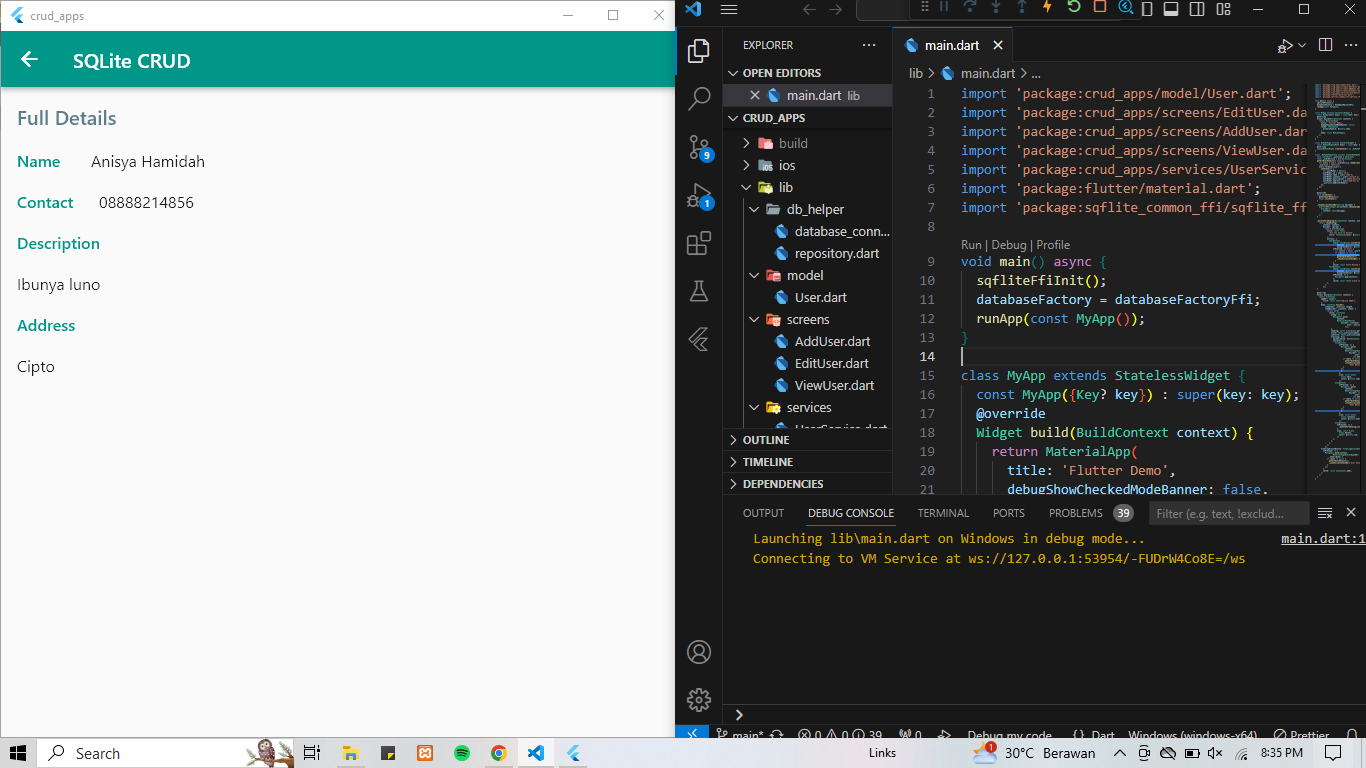 crud_apps
SQLite CRUD
Full Details
Name Anisya Hamidah
Contact 08888214856
Description
Ibunya luno
Address
Cipto
EXPLORER
OPEN EDITORS
main.dart lib
CRUD_APPS
build
ios
lib
db_helper
database_conn...
repository.dart
model
User.dart
screens
AddUser.dart
EditUser.dart
ViewUser.dart
services
UserService.dart
OUTLINE
TIMELINE
DEPENDENCIES
9
1
main.dart
lib > main.dart > ...
1 import 'package:crud_apps/model/User.dart';
2 import 'package:crud_apps/screens/EditUser.da
3 import 'package:crud_apps/screens/AddUser.dar
4 import 'package:crud_apps/screens/ViewUser.da
5 import 'package:crud_apps/services/UserServic
6 import 'package:flutter/material.dart';
7 import 'package:sqflite_common_ffi/sqflite_ff
8
Run | Debug | Profile
9 void main() async {
10 sqfliteFfiInit();
11 databaseFactory = databaseFactoryFfi;
12 runApp(const MyApp());
13 }
14
15 class MyApp extends StatelessWidget {
16 const MyApp({Key? key}) : super(key: key);
17 @override
18 Widget build(BuildContext context) {
19 return MaterialApp(
20 title: 'Flutter Demo',
21 debugShowCheckedModeBanner: false,
OUTPUT DEBUG CONSOLE TERMINAL PORTS PROBLEMS 39 Filter (e.g. text, !exclud...
Launching lib\main.dart on Windows in debug mode... main.dart:1
Connecting to VM Service at ws://127.0.0.1:53954/-FUDrW4Co8E=/ws
main* 0 0 39 0 Debug my code {} Dart Windows (windows-x64) Prettier
Search Links 1 30°C Berawan 8:35 PM